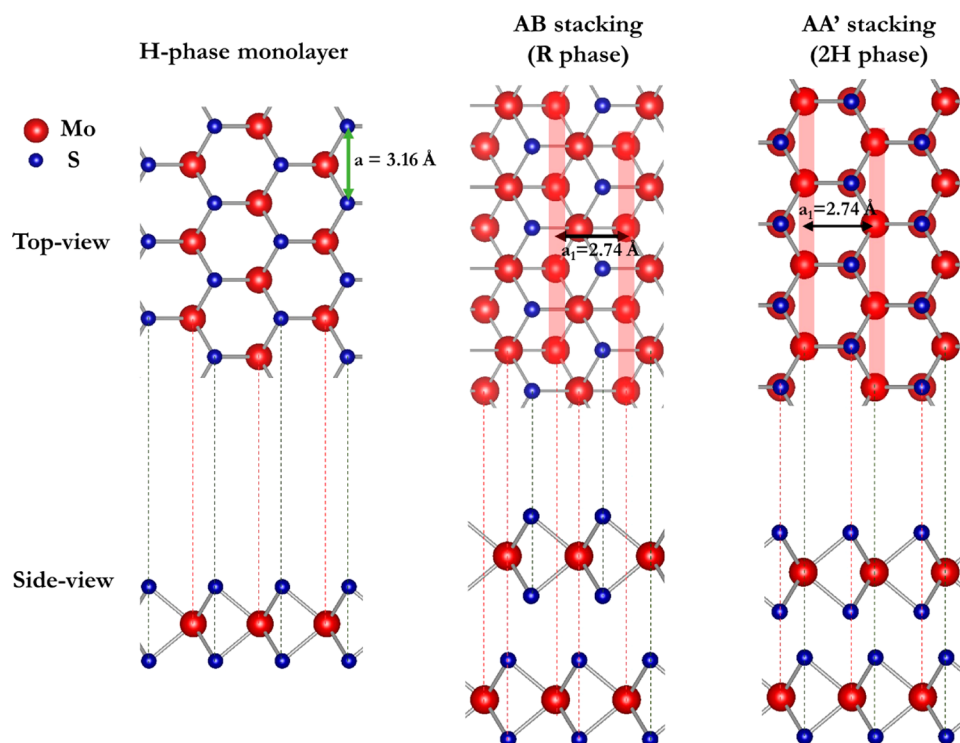 H-phase monolayer
AB stacking
(R phase)
AA’ stacking
(2H phase)
Mo
S
a = 3.16 Å
Top-view
a₁=2.74 Å
a₁=2.74 Å
Side-view